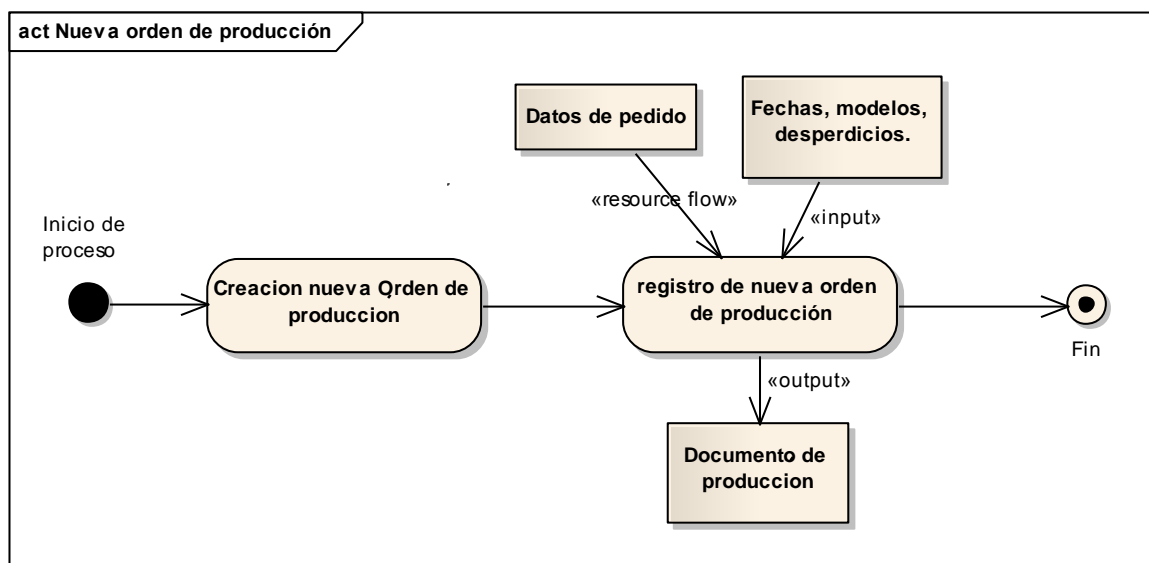 act Nueva orden de producción
Datos de pedido
Fechas, modelos,
desperdicios.
«resource flow»
«input»
Inicio de
proceso
Creacion nueva Orden de
produccion
registro de nueva orden
de producción
Fin
«output»
Documento de
produccion